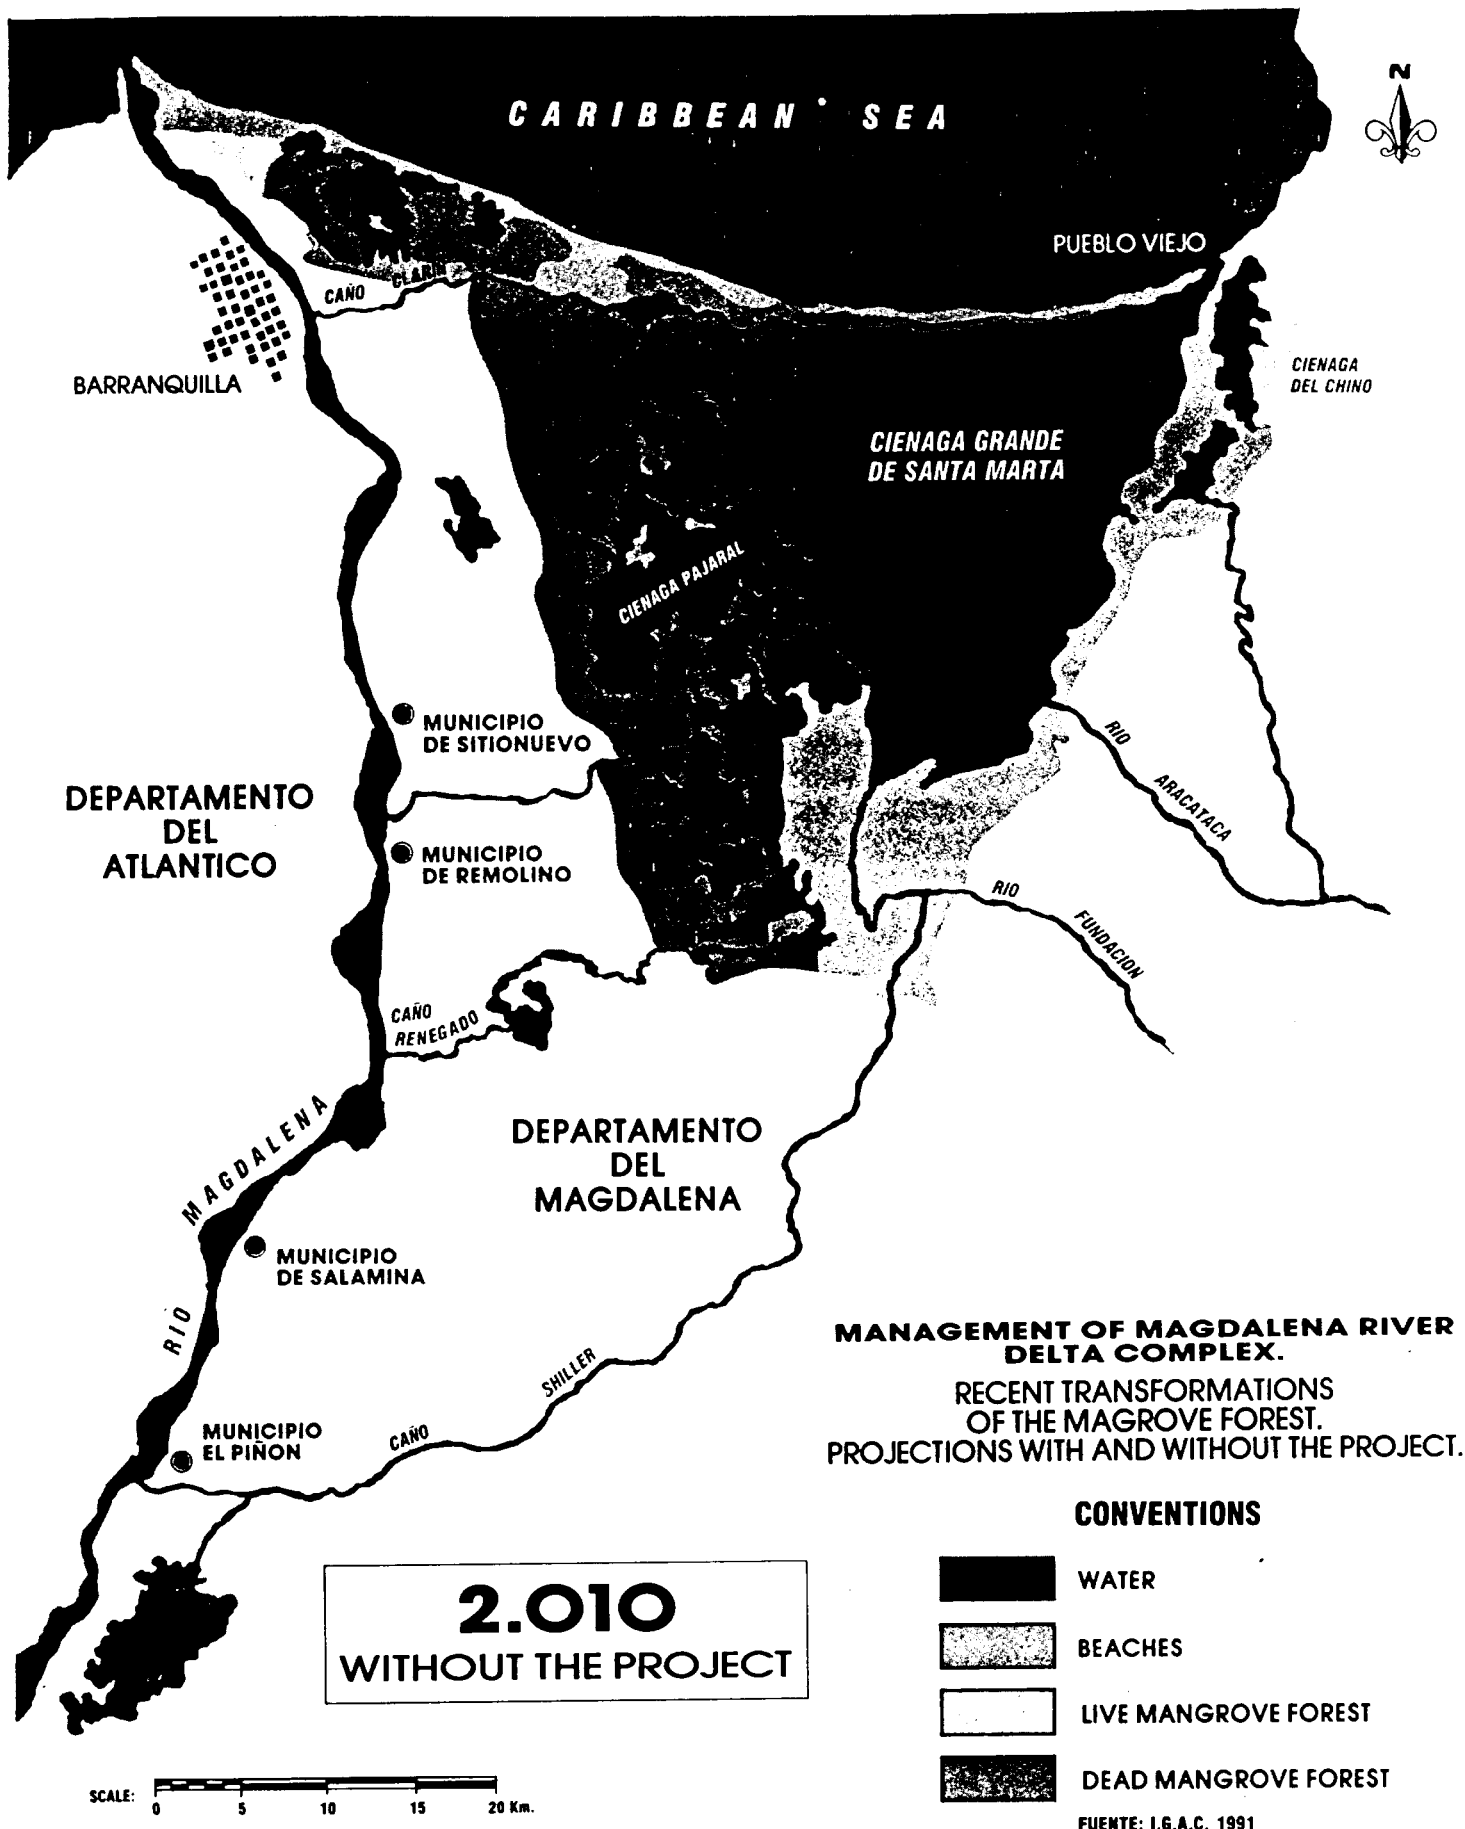 N
CARIBBEAN SEA
PUEBLO VIEJO
CAÑO CLARIN
BARRANQUILLA
CIENAGA
DEL CHINO
CIENAGA GRANDE
DE SANTA MARTA
CIENAGA PAJARAL
MUNICIPIO
DE SITIONUEVO
RIO ARACATACA
DEPARTAMENTO
DEL
ATLANTICO
MUNICIPIO
DE REMOLINO
RIO FUNDACION
CAÑO
RENEGADO
RIO MAGDALENA
DEPARTAMENTO
DEL
MAGDALENA
MUNICIPIO
DE SALAMINA
CAÑO SHILLER
MUNICIPIO
EL PIÑON
MANAGEMENT OF MAGDALENA RIVER
DELTA COMPLEX.
RECENT TRANSFORMATIONS
OF THE MAGROVE FOREST.
PROJECTIONS WITH AND WITHOUT THE PROJECT.
CONVENTIONS
WATER
BEACHES
LIVE MANGROVE FOREST
DEAD MANGROVE FOREST
FUENTE: I.G.A.C. 1991
2.010
WITHOUT THE PROJECT
SCALE:
0 5 10 15 20 Km.